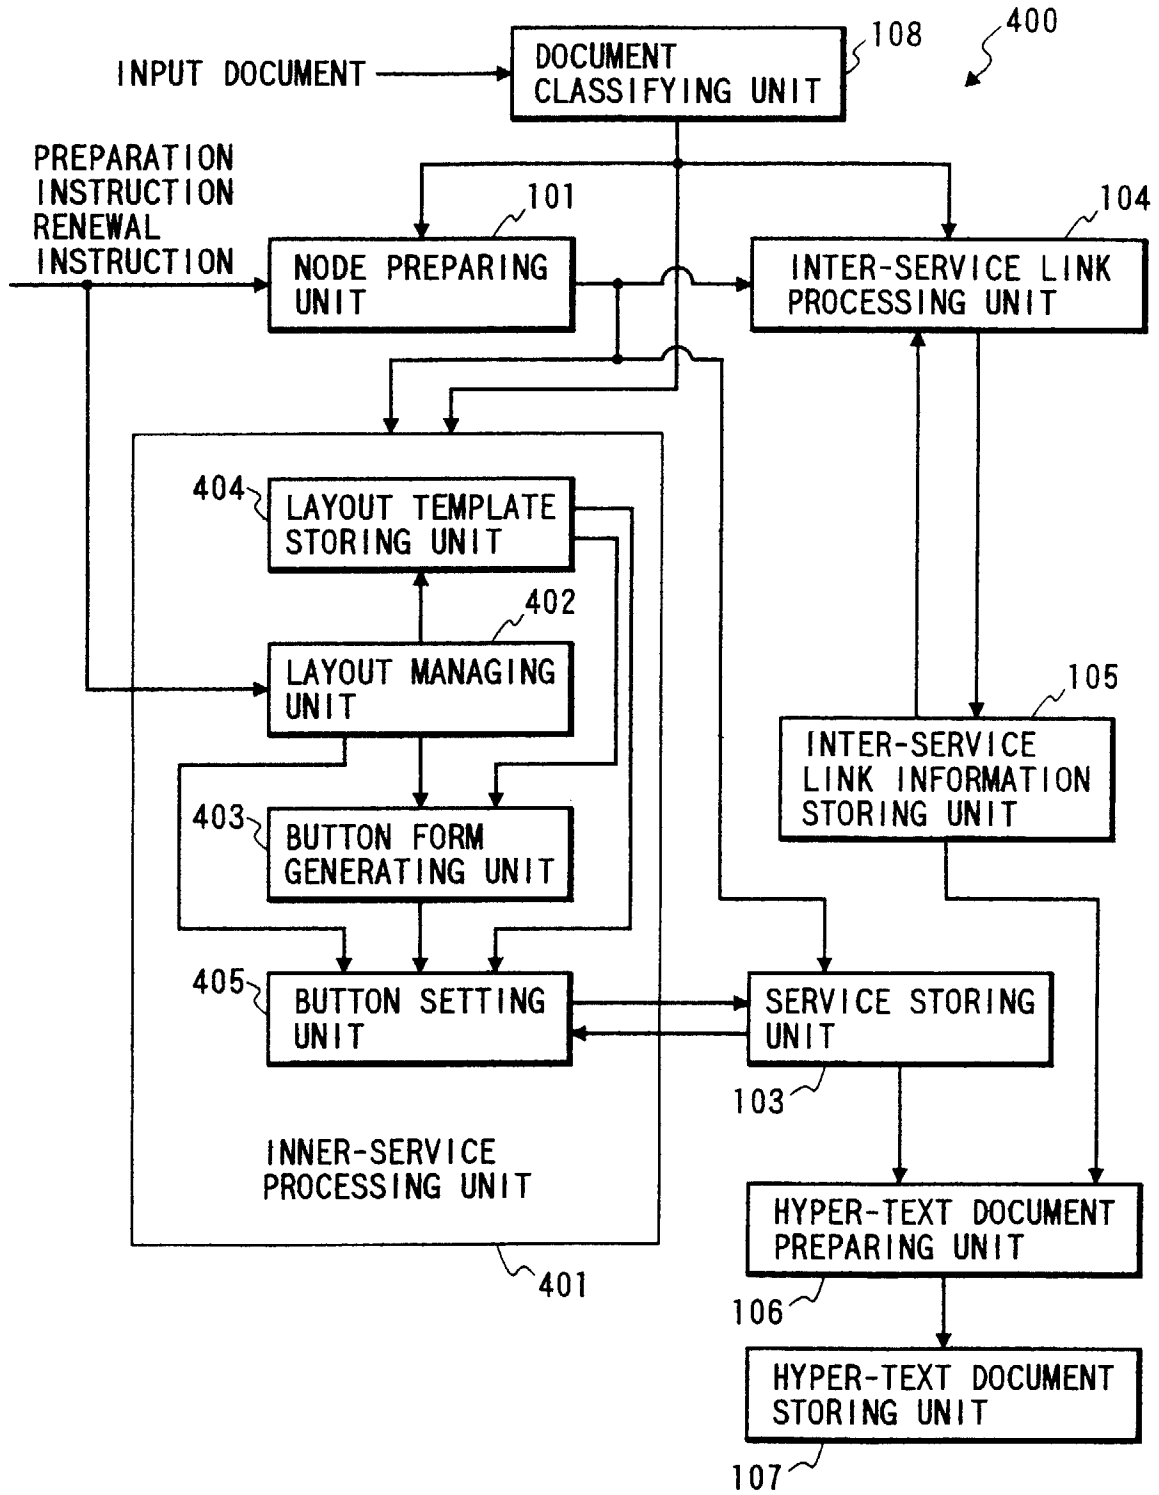 400
108
DOCUMENT
CLASSIFYING UNIT
INPUT DOCUMENT
PREPARATION
INSTRUCTION
RENEWAL
INSTRUCTION
101
NODE PREPARING
UNIT
104
INTER-SERVICE LINK
PROCESSING UNIT
404
LAYOUT TEMPLATE
STORING UNIT
402
LAYOUT MANAGING
UNIT
105
INTER-SERVICE
LINK INFORMATION
STORING UNIT
403
BUTTON FORM
GENERATING UNIT
405
BUTTON SETTING
UNIT
SERVICE STORING
UNIT
103
INNER-SERVICE
PROCESSING UNIT
401
HYPER-TEXT DOCUMENT
PREPARING UNIT
106
HYPER-TEXT DOCUMENT
STORING UNIT
107